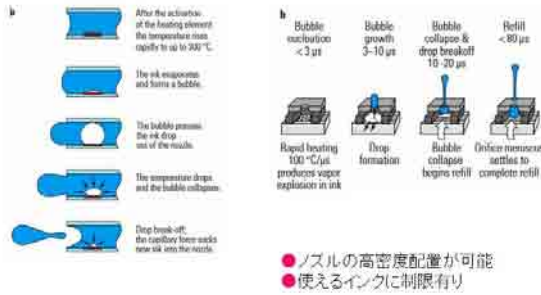 After the activation
of the heating element
the temperature rises
rapidly to up to 300 °C.
The ink evaporates
and forms a bubble.
The bubble presses
the ink drop
out of the nozzle.
The temperature drops
and the bubble collapses.
Drop break-off;
the capillary force sucks
new ink into the nozzle.
b
Bubble
nucleation
< 3 µs
Bubble
growth
3–10 µs
Bubble
collapse &
drop breakoff
10 -20 µs
Refill
< 80 µs
Rapid heating
100 °C/µs
produces vapor
explosion in ink
Drop
formation
Bubble
collapse
begins refill
Orifice meniscus
settles to
complete refill
●ノズルの高密度配置が可能
●使えるインクに制限有り